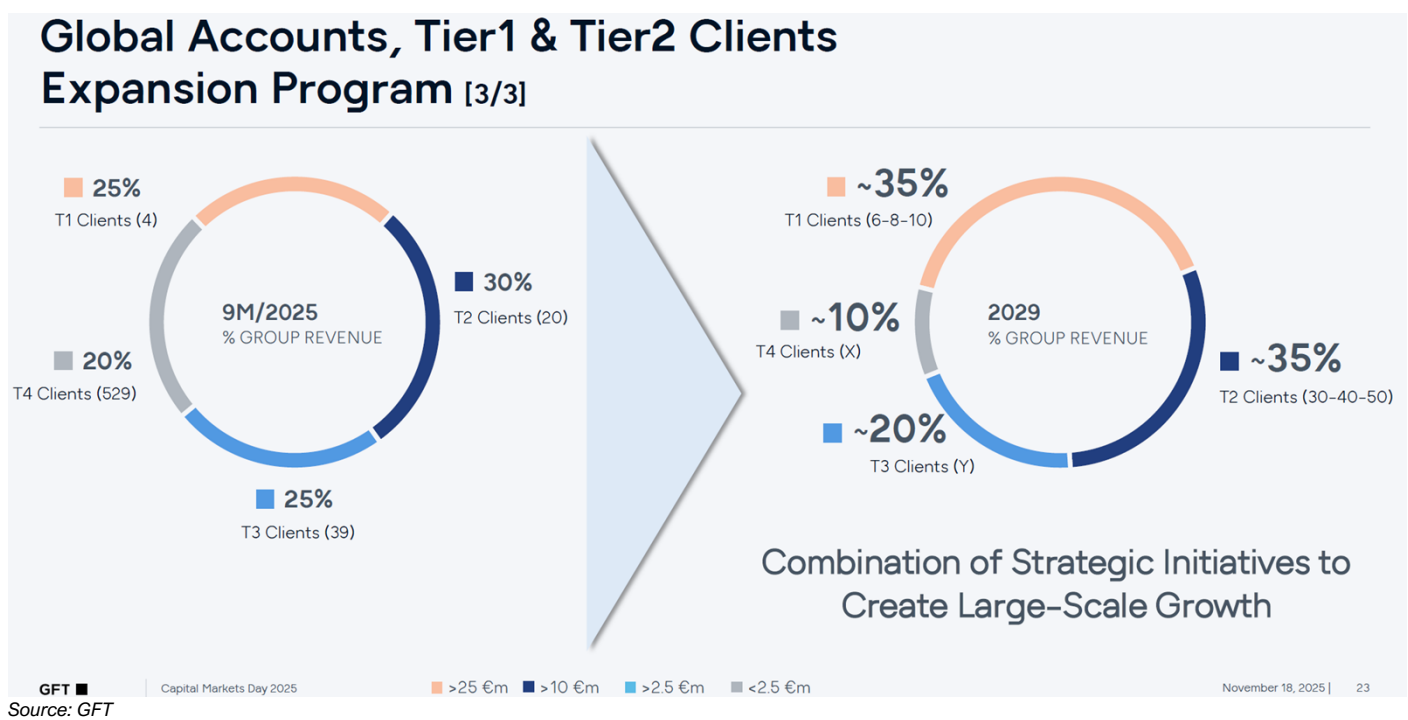 Global Accounts, Tier1 & Tier2 Clients
Expansion Program [3/3]
25%
T1 Clients (4)
30%
T2 Clients (20)
9M/2025
% GROUP REVENUE
20%
T4 Clients (529)
25%
T3 Clients (39)
~35%
T1 Clients (6-8-10)
~10%
T4 Clients (X)
2029
% GROUP REVENUE
~35%
T2 Clients (30-40-50)
~20%
T3 Clients (Y)
Combination of Strategic Initiatives to
Create Large-Scale Growth
GFT
Capital Markets Day 2025
>25 €m >10 €m >2.5 €m <2.5 €m
November 18, 2025 | 23
Source: GFT